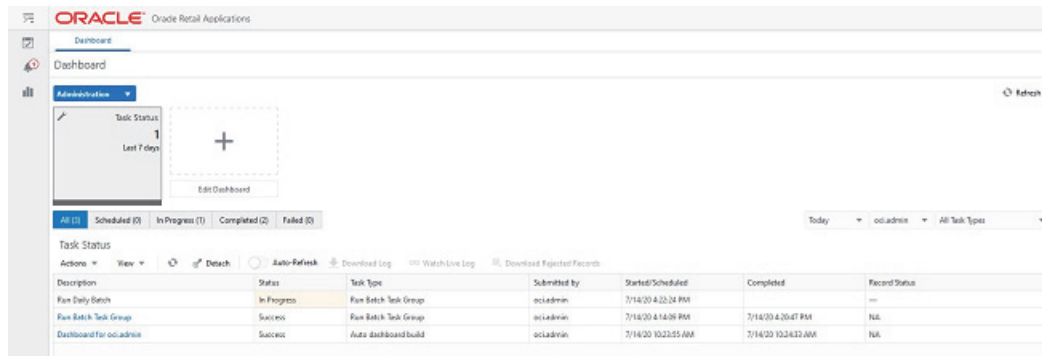 ORACLE® Oracle Retail Applications
Dashboard
1
Dashboard
Administration
Refresh
Task Status
1
Last 7 days
+
Edit Dashboard
All (3) Scheduled (0) In Progress (1) Completed (2) Failed (0) Today oci.admin All Task Types
Task Status
Actions View Detach Auto-Refresh Download Log Watch Live Log Download Rejected Records
Description Status Task Type Submitted by Started/Scheduled Completed Record Status
Run Daily Batch In Progress Run Batch Task Group oci.admin 7/14/20 4:22:24 PM —
Run Batch Task Group Success Run Batch Task Group oci.admin 7/14/20 4:14:09 PM 7/14/20 4:20:47 PM NA
Dashboard for oci.admin Success Auto dashboard build oci.admin 7/14/20 10:23:55 AM 7/14/20 10:24:33 AM NA